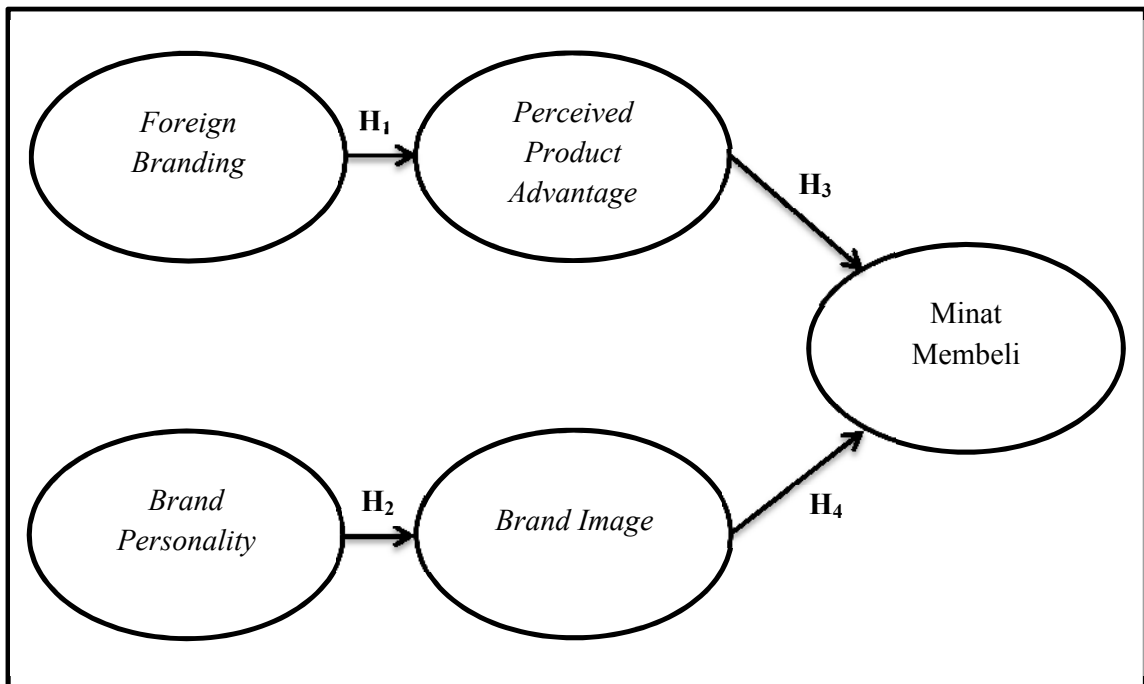 Foreign
Branding
H₁
Perceived
Product
Advantage
H₃
Minat
Membeli
Brand
Personality
H₂
Brand Image
H₄